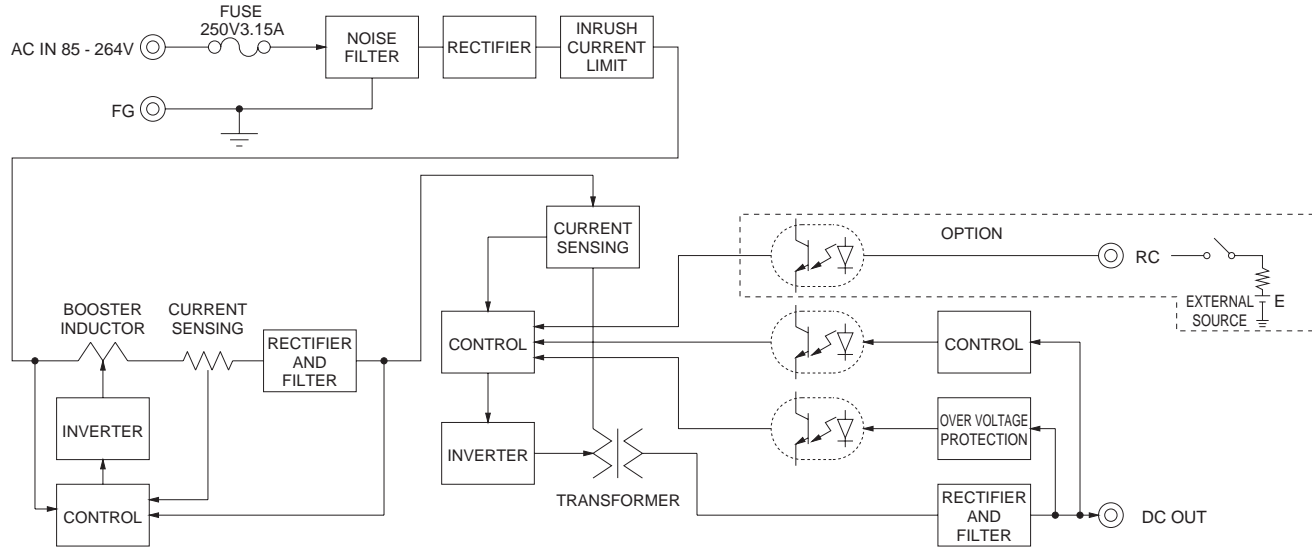 FUSE
250V3.15A
AC IN 85 - 264V
NOISE
FILTER
RECTIFIER
INRUSH
CURRENT
LIMIT
FG
CURRENT
SENSING
OPTION
RC
EXTERNAL
SOURCE
E
BOOSTER
INDUCTOR
CURRENT
SENSING
RECTIFIER
AND
FILTER
CONTROL
CONTROL
INVERTER
INVERTER
OVER VOLTAGE
PROTECTION
TRANSFORMER
CONTROL
RECTIFIER
AND
FILTER
DC OUT